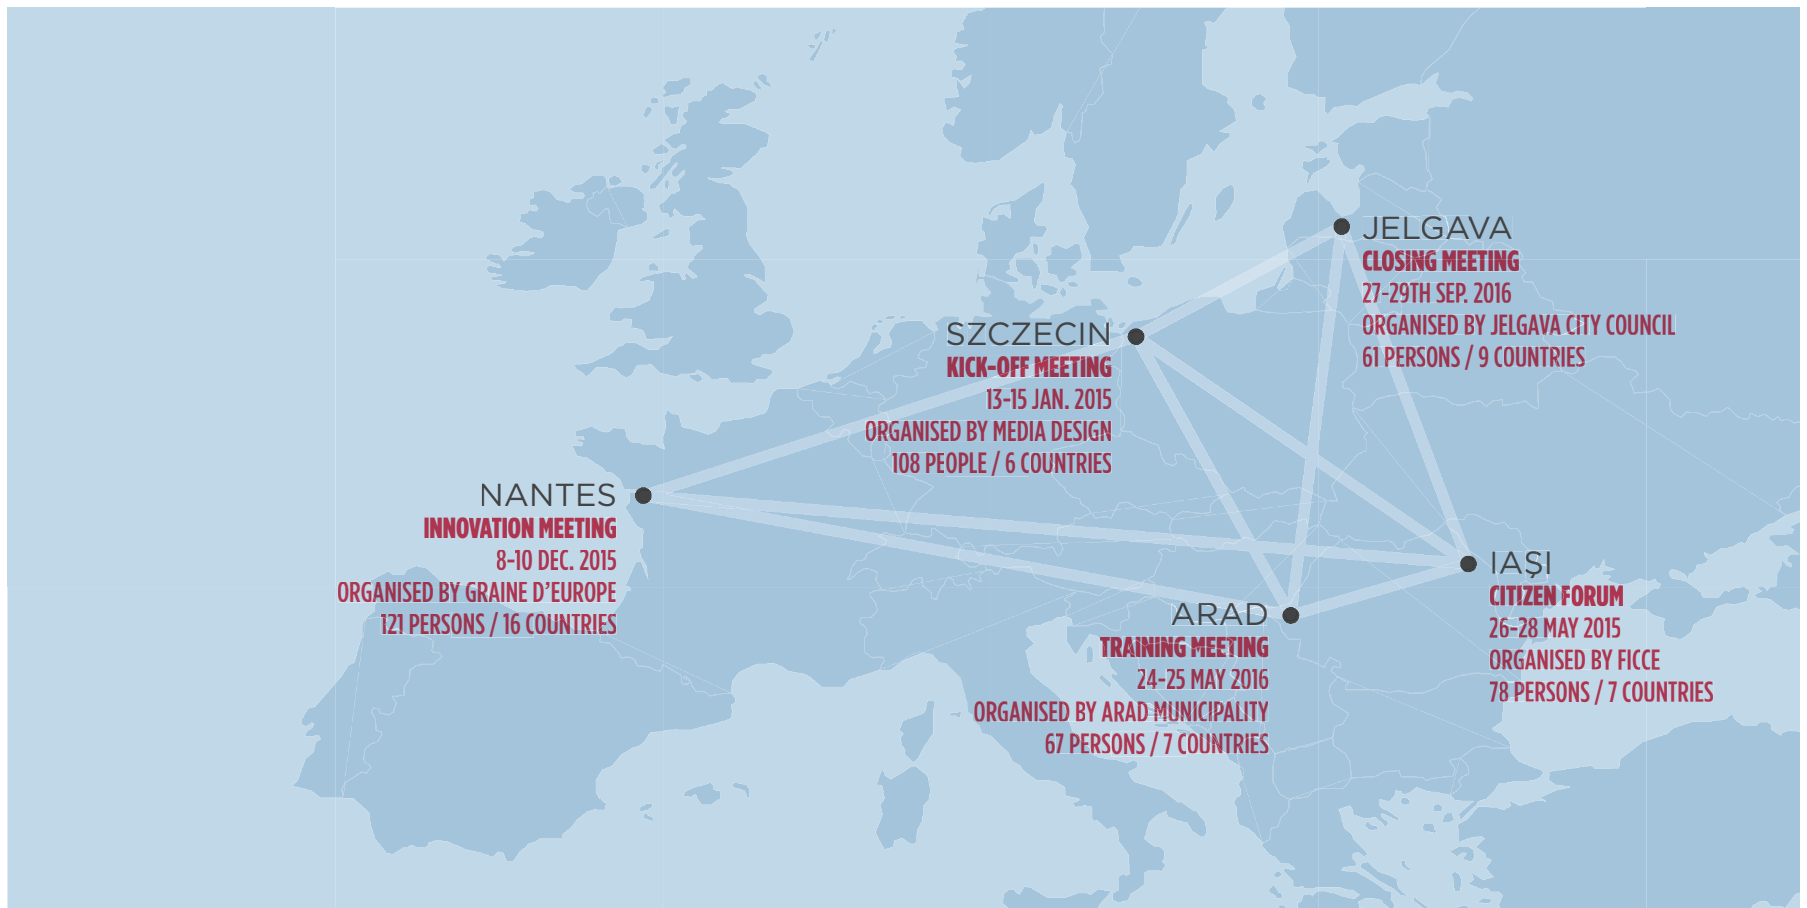 JELGAVA
CLOSING MEETING
27-29TH SEP. 2016
ORGANISED BY JELGAVA CITY COUNCIL
61 PERSONS / 9 COUNTRIES
SZCZECIN
KICK-OFF MEETING
13-15 JAN. 2015
ORGANISED BY MEDIA DESIGN
108 PEOPLE / 6 COUNTRIES
NANTES
INNOVATION MEETING
8-10 DEC. 2015
ORGANISED BY GRAINE D'EUROPE
121 PERSONS / 16 COUNTRIES
IAŞI
CITIZEN FORUM
26-28 MAY 2015
ORGANISED BY FICCE
78 PERSONS / 7 COUNTRIES
ARAD
TRAINING MEETING
24-25 MAY 2016
ORGANISED BY ARAD MUNICIPALITY
67 PERSONS / 7 COUNTRIES